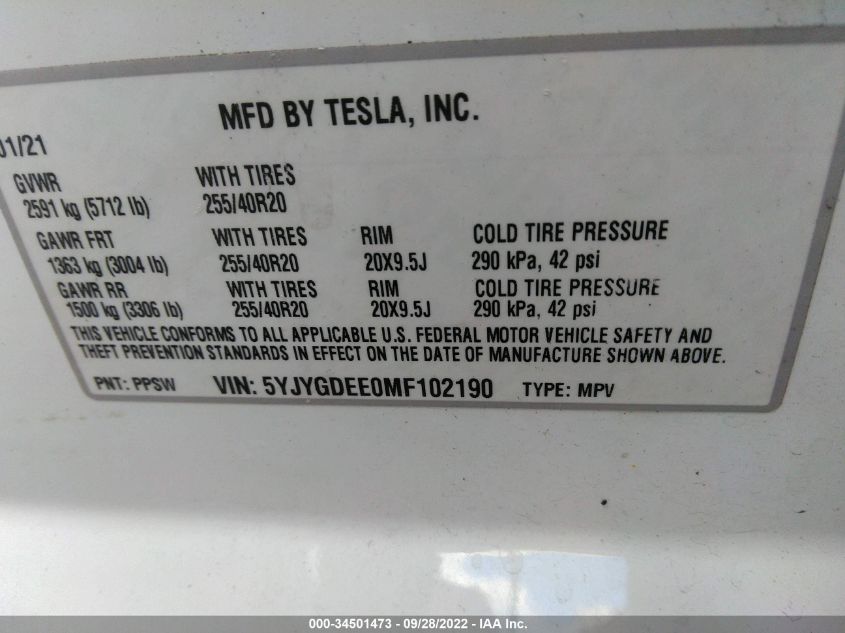 MFD BY TESLA, INC.
01/21
GVWR WITH TIRES
2591 kg (5712 lb) 255/40R20
GAWR FRT WITH TIRES RIM COLD TIRE PRESSURE
1363 kg (3004 lb) 255/40R20 20X9.5J 290 kPa, 42 psi
GAWR RR WITH TIRES RIM COLD TIRE PRESSURE
1500 kg (3306 lb) 255/40R20 20X9.5J 290 kPa, 42 psi
THIS VEHICLE CONFORMS TO ALL APPLICABLE U.S. FEDERAL MOTOR VEHICLE SAFETY AND
THEFT PREVENTION STANDARDS IN EFFECT ON THE DATE OF MANUFACTURE SHOWN ABOVE.
PNT: PPSW VIN: 5YJYGDEE0MF102190 TYPE: MPV
000-34501473 - 09/28/2022 - IAA Inc.